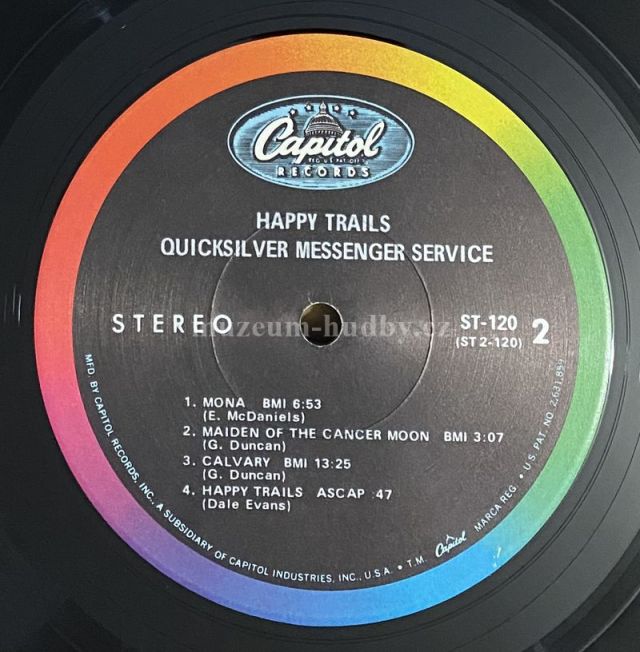 Capitol
REG. U.S. PAT. OFF.
RECORDS
HAPPY TRAILS
QUICKSILVER MESSENGER SERVICE
STEREO
muzeum-hudby.cz
ST-120
(ST 2-120)
2
1. MONA BMI 6:53
(E. McDaniels)
2. MAIDEN OF THE CANCER MOON BMI 3:07
(G. Duncan)
3. CALVARY BMI 13:25
(G. Duncan)
4. HAPPY TRAILS ASCAP :47
(Dale Evans)
MFD. BY CAPITOL RECORDS, INC., A SUBSIDIARY OF CAPITOL INDUSTRIES, INC., U.S.A. • T.M. Capitol MARCA REG. • U.S. PAT. NO. 2,631,859